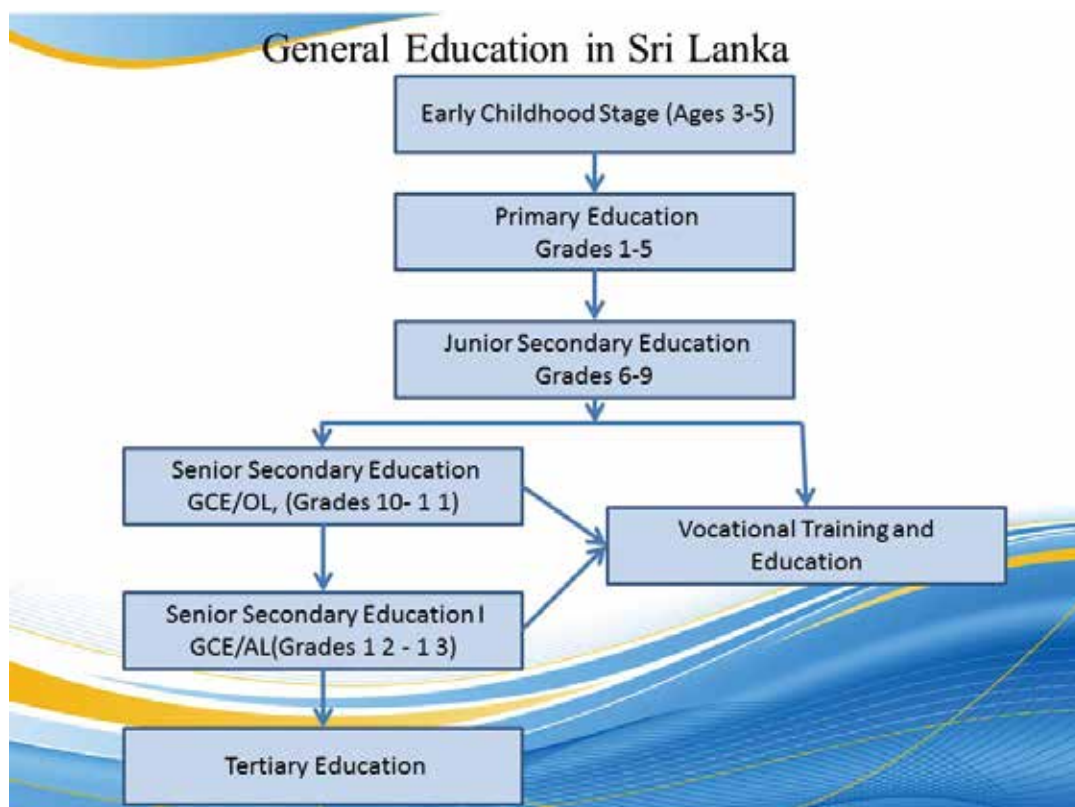 General Education in Sri Lanka
Early Childhood Stage (Ages 3-5)
Primary Education
Grades 1-5
Junior Secondary Education
Grades 6-9
Senior Secondary Education
GCE/OL, (Grades 10- 1 1)
Vocational Training and
Education
Senior Secondary Education I
GCE/AL(Grades 1 2 - 1 3)
Tertiary Education